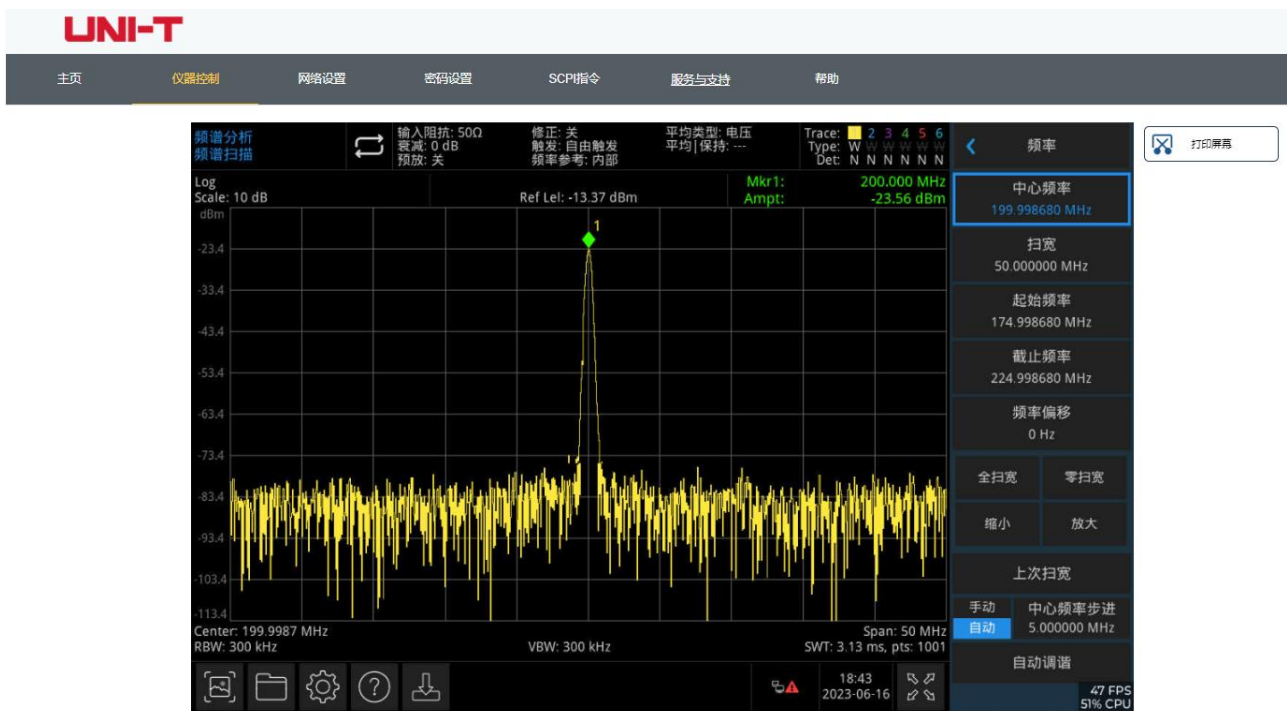 UNI-T
主页 仪器控制 网络设置 密码设置 SCPI指令 服务与支持 帮助
频谱分析
频谱扫描
输入阻抗: 50Ω
衰减: 0 dB
预放: 关
修正: 关
触发: 自由触发
频率参考: 内部
平均类型: 电压
平均|保持: ---
Trace: 1 2 3 4 5 6
Type: W W W W W W
Det: N N N N N N
Log
Scale: 10 dB
Ref Lel: -13.37 dBm
Mkr1: 200.000 MHz
Ampt: -23.56 dBm
dBm
1
-23.4
-33.4
-43.4
-53.4
-63.4
-73.4
-83.4
-93.4
-103.4
-113.4
Center: 199.9987 MHz
RBW: 300 kHz
VBW: 300 kHz
Span: 50 MHz
SWT: 3.13 ms, pts: 1001
18:43
2023-06-16
频率
中心频率
199.998680 MHz
扫宽
50.000000 MHz
起始频率
174.998680 MHz
截止频率
224.998680 MHz
频率偏移
0 Hz
全扫宽 零扫宽
缩小 放大
上次扫宽
手动
自动
中心频率步进
5.000000 MHz
自动调谐
47 FPS
51% CPU
打印屏幕